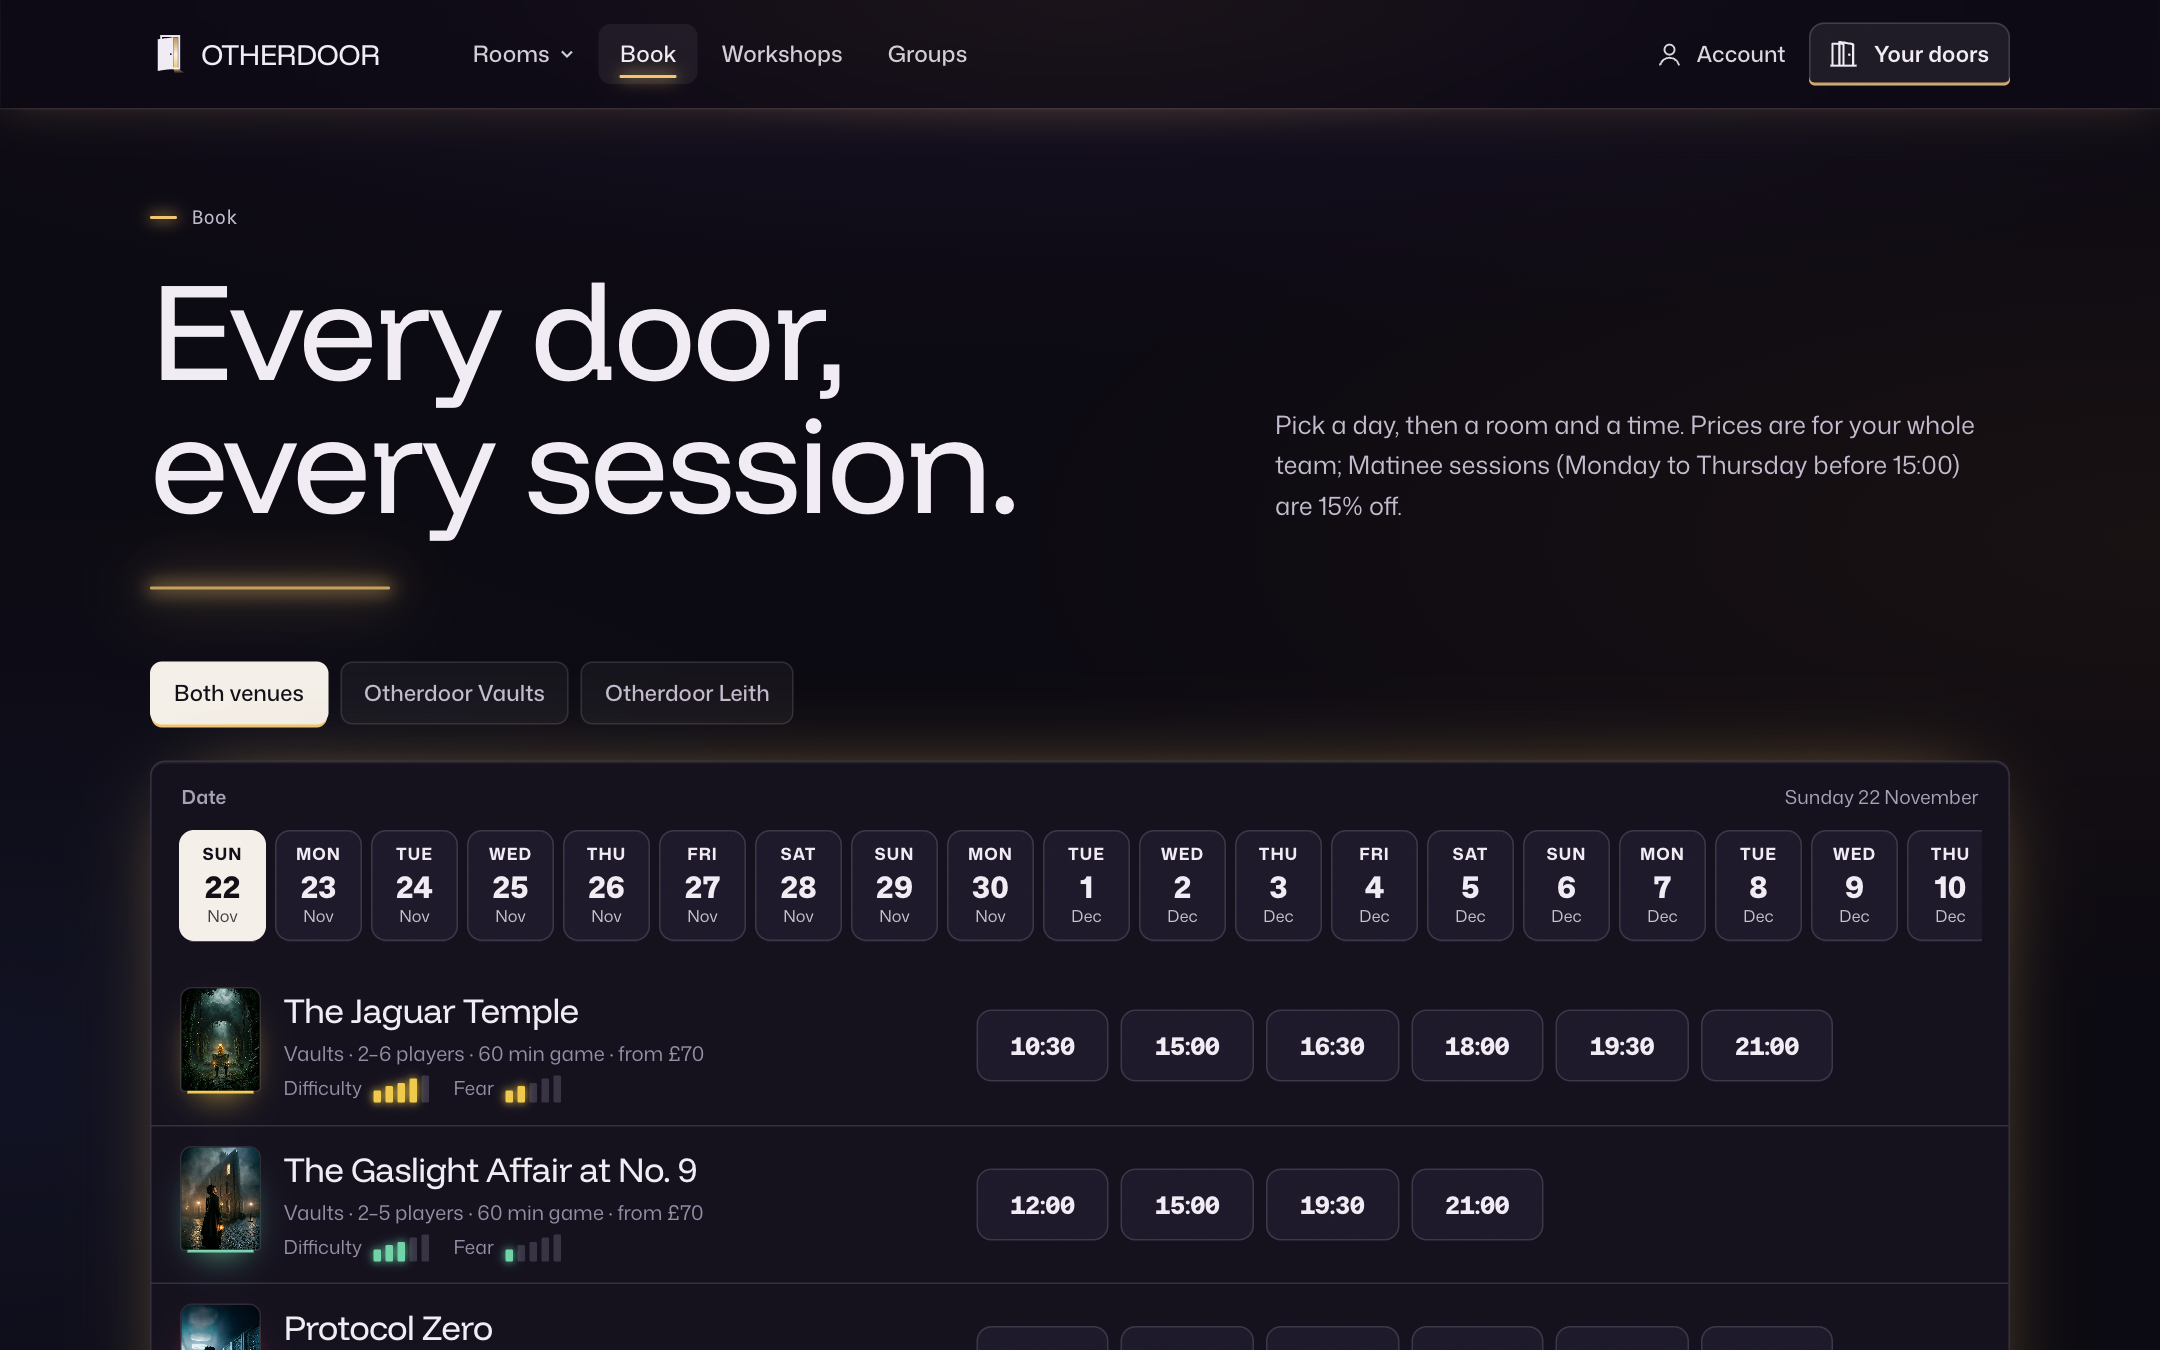 OTHERDOOR
Rooms
Book
Workshops
Groups
Account
Your doors
Book
Every door,
every session.
Pick a day, then a room and a time. Prices are for your whole
team; Matinee sessions (Monday to Thursday before 15:00)
are 15% off.
Both venues
Otherdoor Vaults
Otherdoor Leith
Date
Sunday 22 November
SUN
22
Nov
MON
23
Nov
TUE
24
Nov
WED
25
Nov
THU
26
Nov
FRI
27
Nov
SAT
28
Nov
SUN
29
Nov
MON
30
Nov
TUE
1
Dec
WED
2
Dec
THU
3
Dec
FRI
4
Dec
SAT
5
Dec
SUN
6
Dec
MON
7
Dec
TUE
8
Dec
WED
9
Dec
THU
10
Dec
The Jaguar Temple
Vaults · 2–6 players · 60 min game · from £70
Difficulty
Fear
10:30
15:00
16:30
18:00
19:30
21:00
The Gaslight Affair at No. 9
Vaults · 2–5 players · 60 min game · from £70
Difficulty
Fear
12:00
15:00
19:30
21:00
Protocol Zero